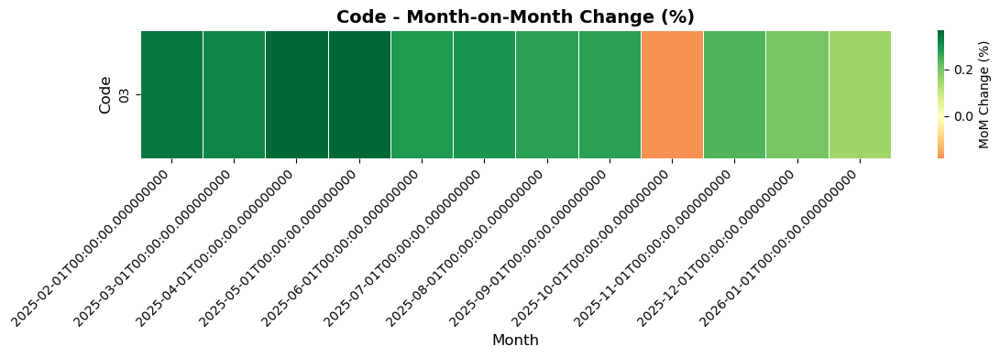 Code - Month-on-Month Change (%)
Code
03
2025-02-01T00:00:00.000000000
2025-03-01T00:00:00.000000000
2025-04-01T00:00:00.000000000
2025-05-01T00:00:00.000000000
2025-06-01T00:00:00.000000000
2025-07-01T00:00:00.000000000
2025-08-01T00:00:00.000000000
2025-09-01T00:00:00.000000000
2025-10-01T00:00:00.000000000
2025-11-01T00:00:00.000000000
2025-12-01T00:00:00.000000000
2026-01-01T00:00:00.000000000
Month
0.2
0.0
MoM Change (%)